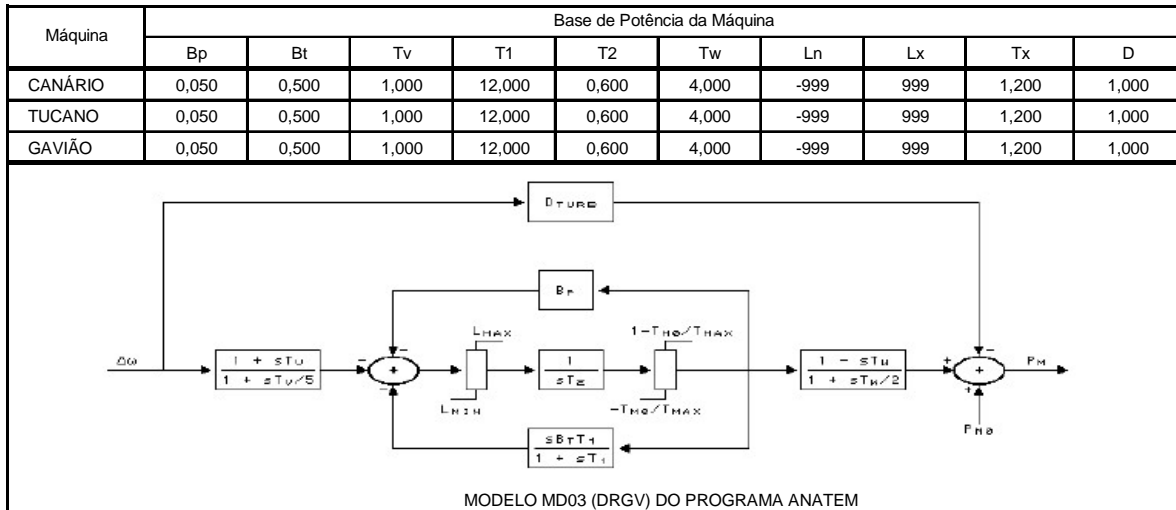 Máquina
Base de Potência da Máquina
Bp Bt Tv T1 T2 Tw Ln Lx Tx D
CANÁRIO 0,050 0,500 1,000 12,000 0,600 4,000 -999 999 1,200 1,000
TUCANO 0,050 0,500 1,000 12,000 0,600 4,000 -999 999 1,200 1,000
GAVIÃO 0,050 0,500 1,000 12,000 0,600 4,000 -999 999 1,200 1,000
DTURB
BP
LMAX
1-TM0/TMAX
Δω
1 + sTv
1 + sTv/5
- - + -
1
sT2
1 - sTW
1 + sTW/2
+ - + +
PM
LMIN
-TM0/TMAX
PM0
sBTT1
1 + sT1
MODELO MD03 (DRGV) DO PROGRAMA ANATEM